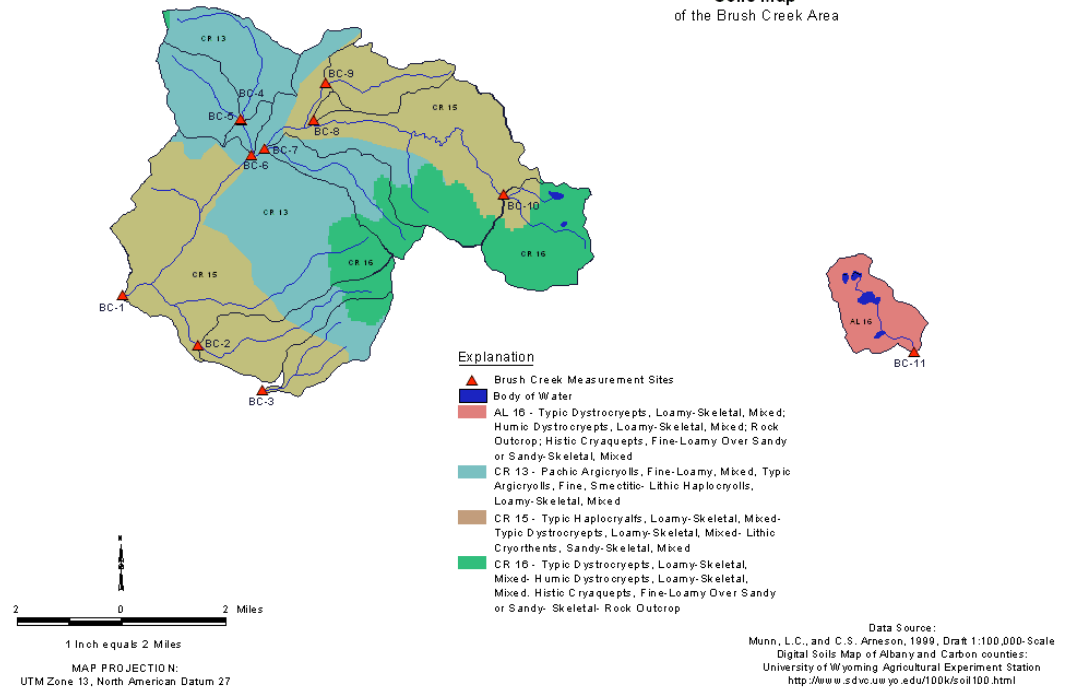 Soils Map
of the Brush Creek Area
CR 13
BC-9
BC-4
CR 15
BC-5
BC-8
BC-7
BC-6
BC-10
CR 13
CR 16
CR 16
CR 15
BC-1
AL 16
BC-2
BC-11
BC-3
Explanation
Brush Creek Measurement Sites
Body of Water
AL 16 - Typic Dystrocryepts, Loamy-Skeletal, Mixed;
Humic Dystrocryepts, Loamy-Skeletal, Mixed; Rock
Outcrop; Histic Cryaquepts, Fine-Loamy Over Sandy
or Sandy-Skeletal, Mixed
CR 13 - Pachic Argicryolls, Fine-Loamy, Mixed, Typic
Argicryolls, Fine, Smectitic- Lithic Haplocryolls,
Loamy-Skeletal, Mixed
CR 15 - Typic Haplocryalfs, Loamy-Skeletal, Mixed-
Typic Dystrocryepts, Loamy-Skeletal, Mixed- Lithic
Cryorthents, Sandy-Skeletal, Mixed
CR 16 - Typic Dystrocryepts, Loamy-Skeletal,
Mixed- Humic Dystrocryepts, Loamy-Skeletal,
Mixed. Histic Cryaquepts, Fine-Loamy Over Sandy
or Sandy- Skeletal- Rock Outcrop
2 0 2 Miles
1 Inch equals 2 Miles
MAP PROJECTION:
UTM Zone 13, North American Datum 27
Data Source:
Munn, L.C., and C.S. Arneson, 1999, Draft 1:100,000-Scale
Digital Soils Map of Albany and Carbon counties:
University of Wyoming Agricultural Experiment Station
http://www.sdvc.uwyo.edu/100k/soil100.html